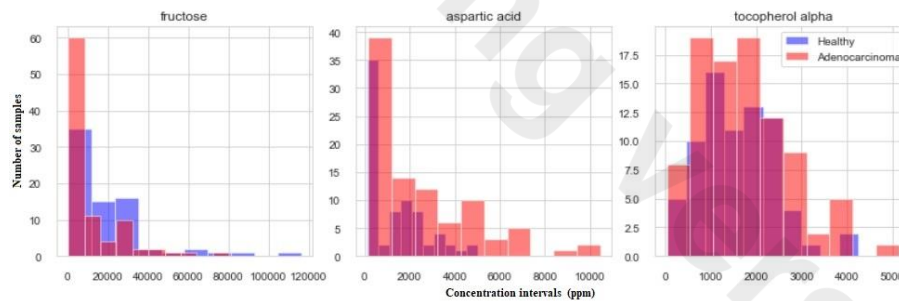 fructose
aspartic acid
tocopherol alpha
Healthy
Adenocarcinoma
Number of samples
60
50
40
30
20
10
0
0 20000 40000 60000 80000 100000 120000
40
35
30
25
20
15
10
5
0
0 2000 4000 6000 8000 10000
17.5
15.0
12.5
10.0
7.5
5.0
2.5
0.0
0 1000 2000 3000 4000
Concentration intervals (ppm)
ng
ve